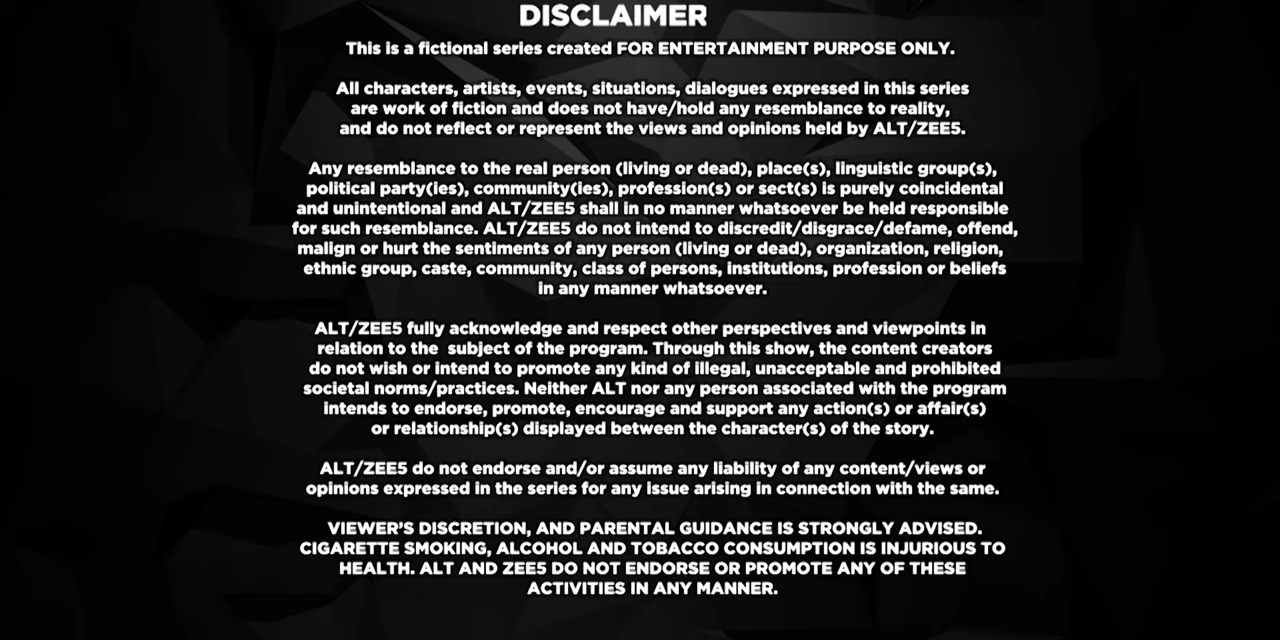 DISCLAIMER
This is a fictional series created FOR ENTERTAINMENT PURPOSE ONLY.
All characters, artists, events, situations, dialogues expressed in this series
are work of fiction and does not have/hold any resemblance to reality,
and do not reflect or represent the views and opinions held by ALT/ZEE5.
Any resemblance to the real person (living or dead), place(s), linguistic group(s),
political party(ies), community(ies), profession(s) or sect(s) is purely coincidental
and unintentional and ALT/ZEE5 shall in no manner whatsoever be held responsible
for such resemblance. ALT/ZEE5 do not intend to discredit/disgrace/defame, offend,
malign or hurt the sentiments of any person (living or dead), organization, religion,
ethnic group, caste, community, class of persons, institutions, profession or beliefs
in any manner whatsoever.
ALT/ZEE5 fully acknowledge and respect other perspectives and viewpoints in
relation to the  subject of the program. Through this show, the content creators
do not wish or intend to promote any kind of illegal, unacceptable and prohibited
societal norms/practices. Neither ALT nor any person associated with the program
intends to endorse, promote, encourage and support any action(s) or affair(s)
or relationship(s) displayed between the character(s) of the story.
ALT/ZEE5 do not endorse and/or assume any liability of any content/views or
opinions expressed in the series for any issue arising in connection with the same.
VIEWER'S DISCRETION, AND PARENTAL GUIDANCE IS STRONGLY ADVISED.
CIGARETTE SMOKING, ALCOHOL AND TOBACCO CONSUMPTION IS INJURIOUS TO
HEALTH. ALT AND ZEE5 DO NOT ENDORSE OR PROMOTE ANY OF THESE
ACTIVITIES IN ANY MANNER.